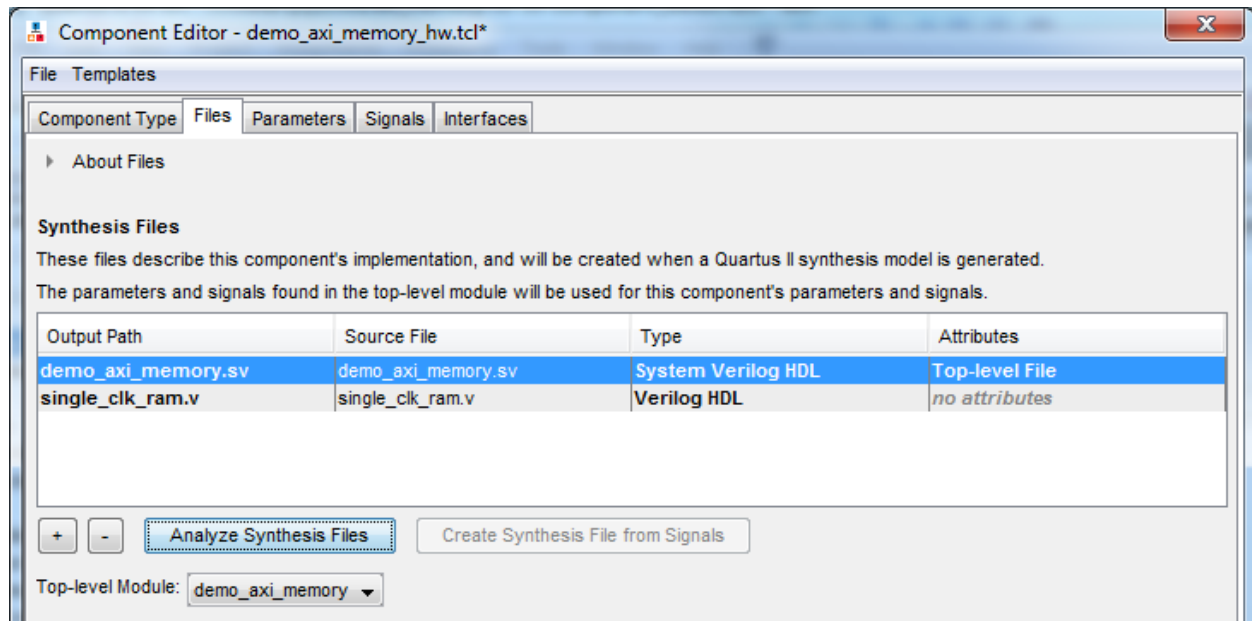 Component Editor - demo_axi_memory_hw.tcl*
File Templates
Component Type Files Parameters Signals Interfaces
About Files
Synthesis Files
These files describe this component's implementation, and will be created when a Quartus II synthesis model is generated.
The parameters and signals found in the top-level module will be used for this component's parameters and signals.
Output Path Source File Type Attributes
demo_axi_memory.sv demo_axi_memory.sv System Verilog HDL Top-level File
single_clk_ram.v single_clk_ram.v Verilog HDL no attributes
+ - Analyze Synthesis Files Create Synthesis File from Signals
Top-level Module: demo_axi_memory